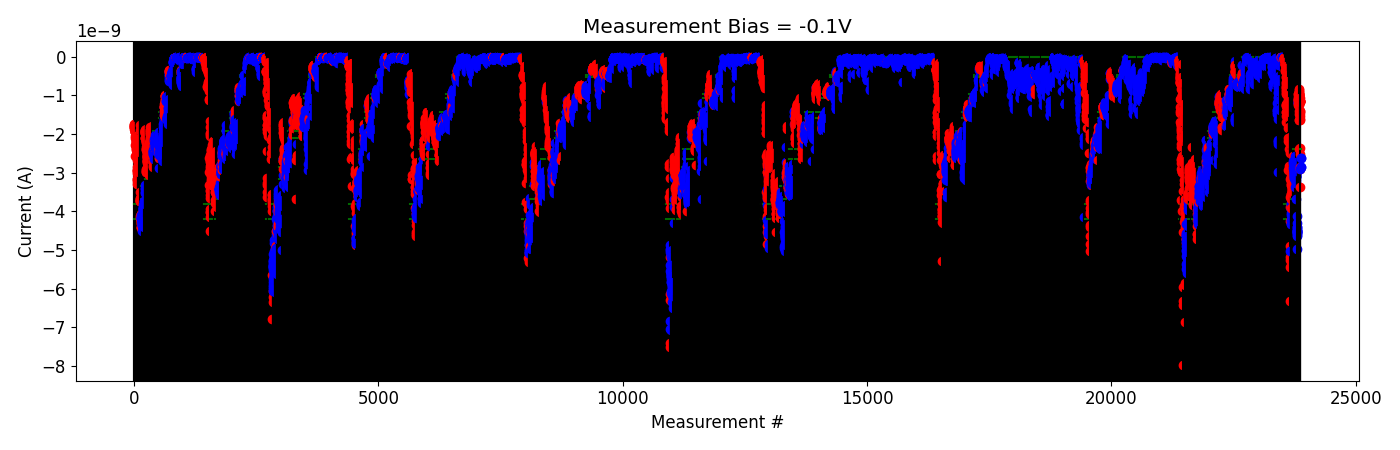 Measurement Bias = -0.1V
1e−9
0
−1
−2
−3
−4
−5
−6
−7
−8
Current (A)
0 5000 10000 15000 20000 25000
Measurement #